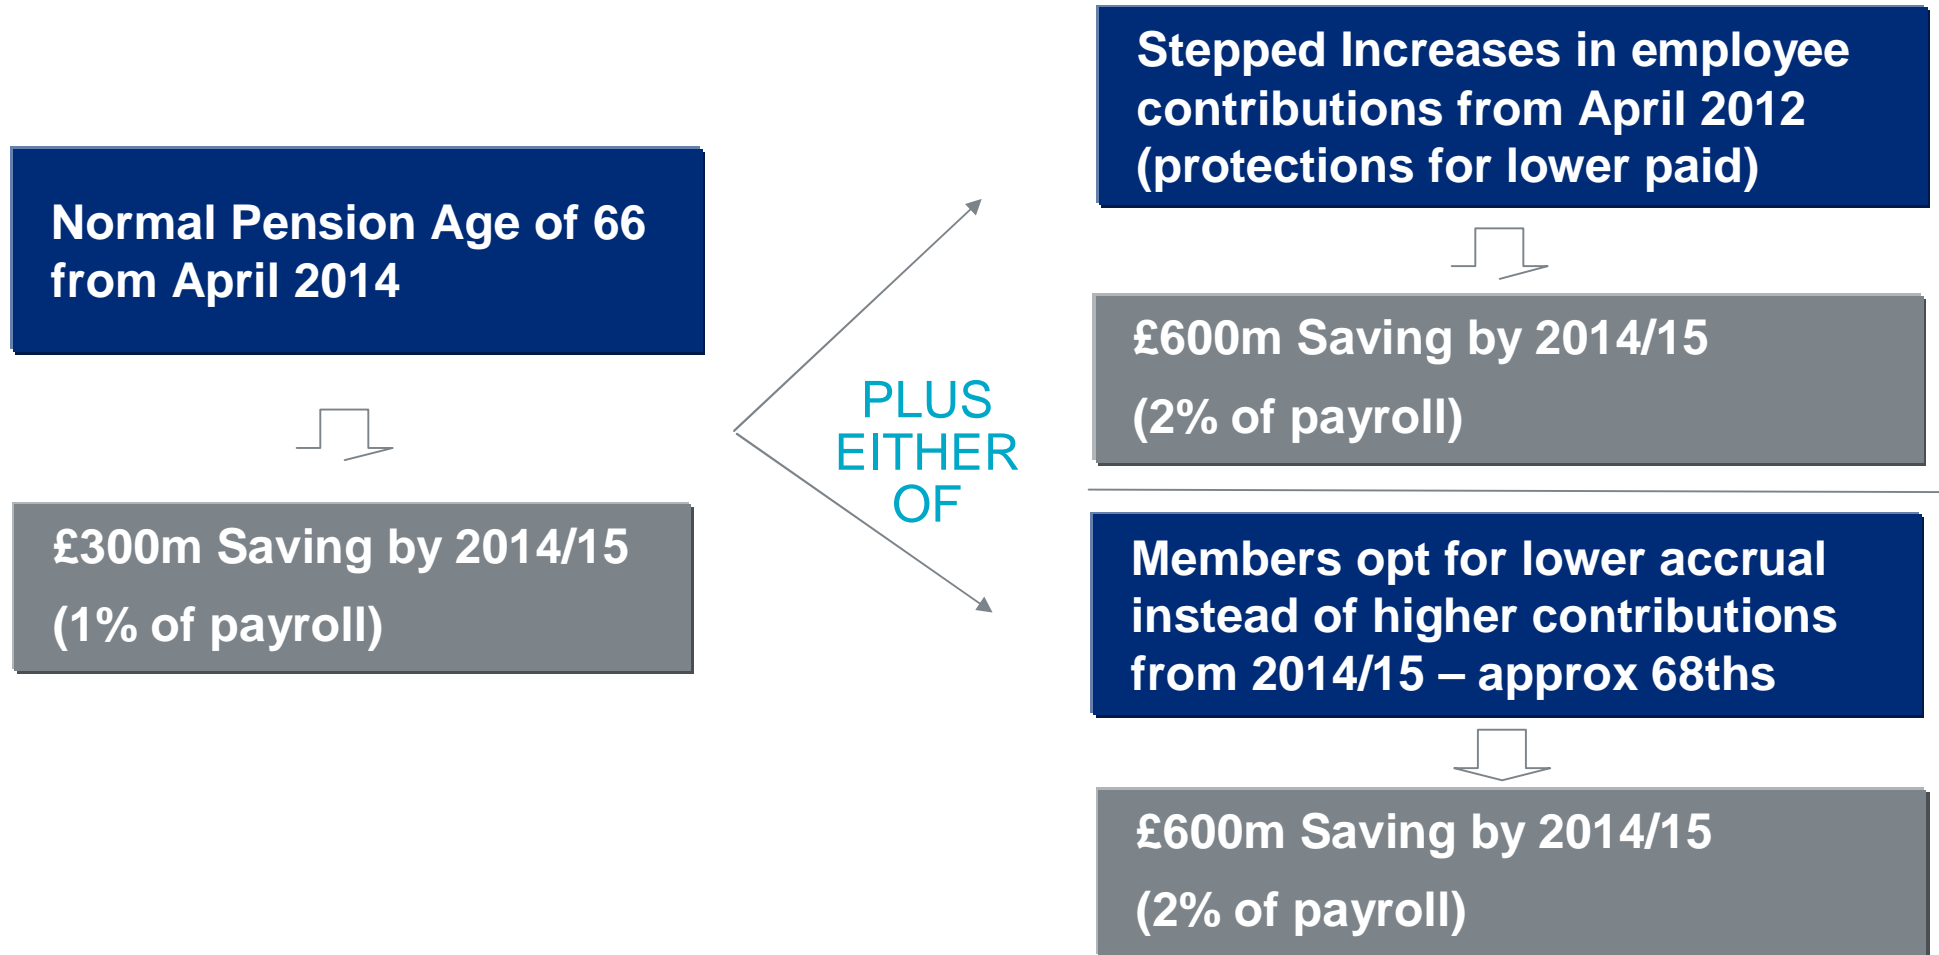 Normal Pension Age of 66
from April 2014
£300m Saving by 2014/15
(1% of payroll)
PLUS
EITHER
OF
Stepped Increases in employee
contributions from April 2012
(protections for lower paid)
£600m Saving by 2014/15
(2% of payroll)
Members opt for lower accrual
instead of higher contributions
from 2014/15 – approx 68ths
£600m Saving by 2014/15
(2% of payroll)